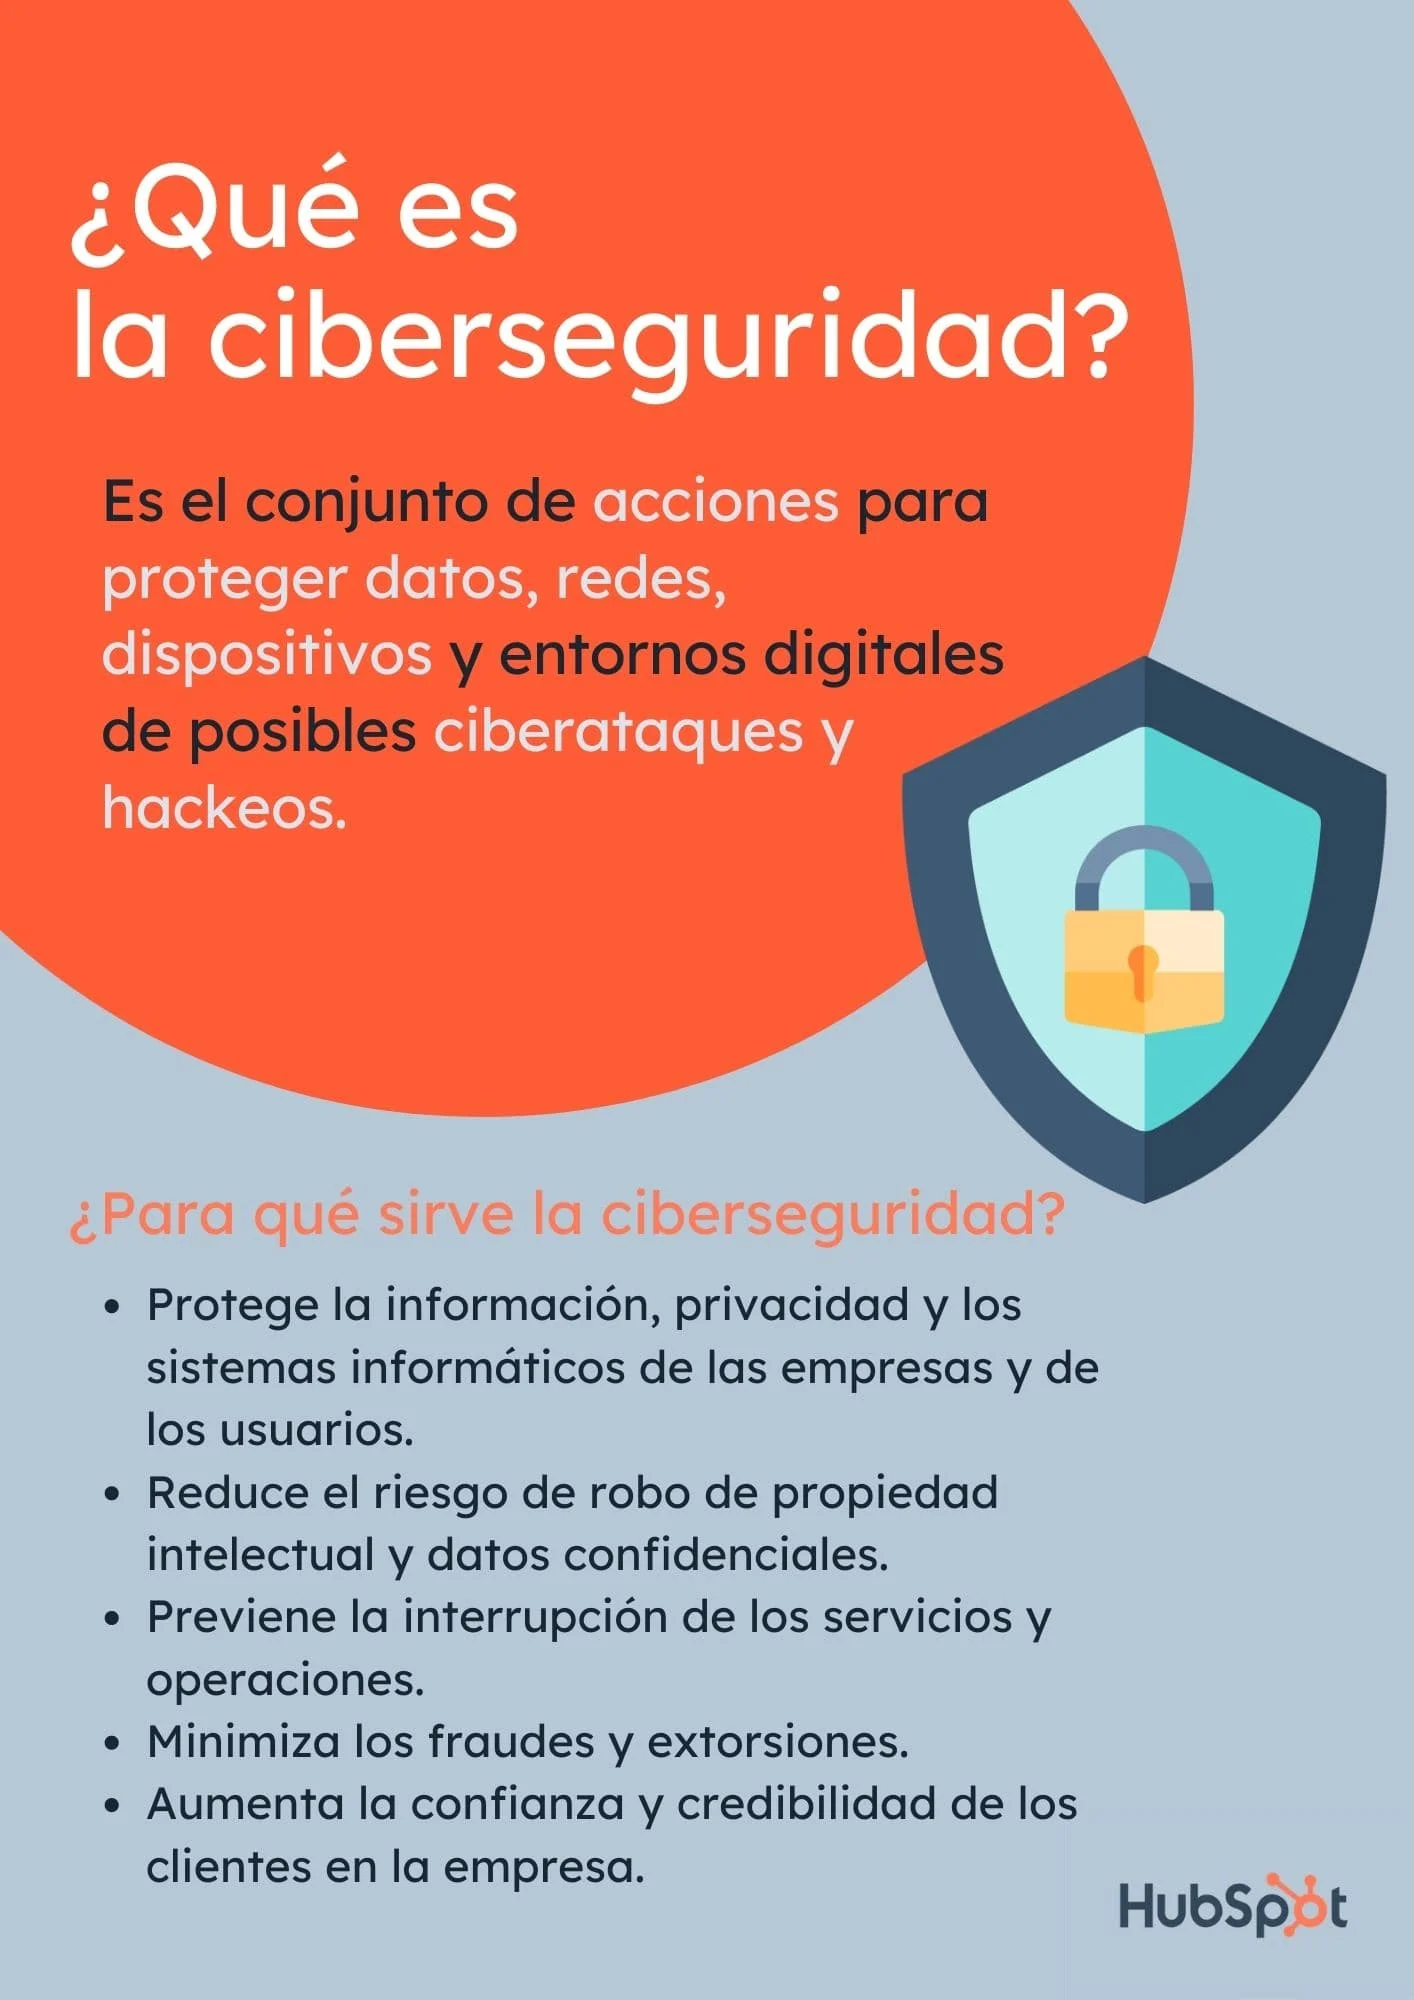 ¿Qué es
la ciberseguridad?
Es el conjunto de acciones para
proteger datos, redes,
dispositivos y entornos digitales
de posibles ciberataques y
hackeos.
¿Para qué sirve la ciberseguridad?
• Protege la información, privacidad y los
sistemas informáticos de las empresas y de
los usuarios.
• Reduce el riesgo de robo de propiedad
intelectual y datos confidenciales.
• Previene la interrupción de los servicios y
operaciones.
• Minimiza los fraudes y extorsiones.
• Aumenta la confianza y credibilidad de los
clientes en la empresa.
HubSpot